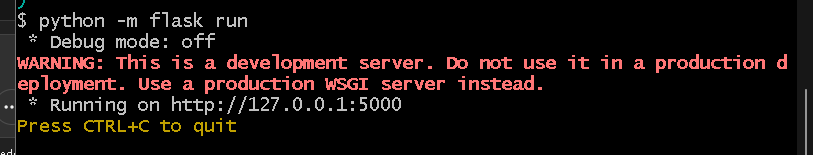 $ python -m flask run
 * Debug mode: off
WARNING: This is a development server. Do not use it in a production d
eployment. Use a production WSGI server instead.
 * Running on http://127.0.0.1:5000
Press CTRL+C to quit